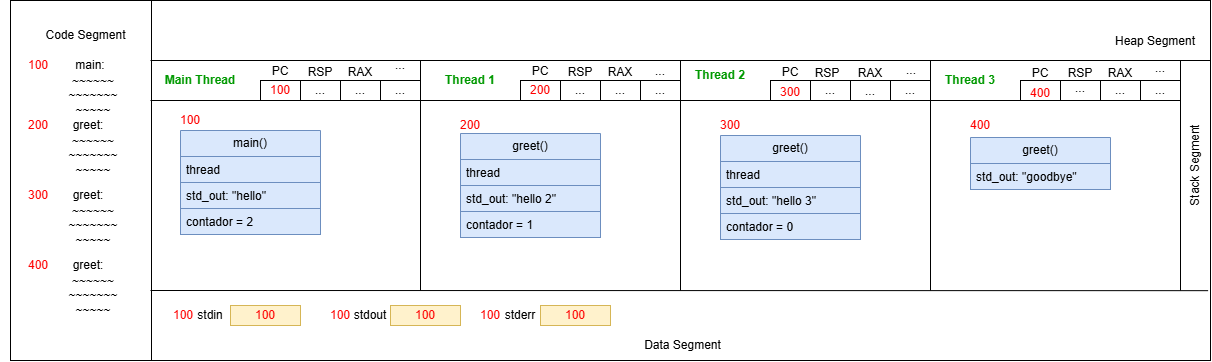 Code Segment
Heap Segment
100 main:
~~~~~~
~~~~~~~
~~~~~
200 greet:
~~~~~~
~~~~~~~
~~~~~
300 greet:
~~~~~~
~~~~~~~
~~~~~
400 greet:
~~~~~~
~~~~~~~
~~~~~
Main Thread
PC RSP RAX ...
100 ... ... ...
100
main()
thread
std_out: "hello"
contador = 2
Thread 1
PC RSP RAX ...
200 ... ... ...
200
greet()
thread
std_out: "hello 2"
contador = 1
Thread 2
PC RSP RAX ...
300 ... ... ...
300
greet()
thread
std_out: "hello 3"
contador = 0
Thread 3
PC RSP RAX ...
400 ... ... ...
400
greet()
std_out: "goodbye"
Stack Segment
100 stdin 100 100 stdout 100 100 stderr 100
Data Segment